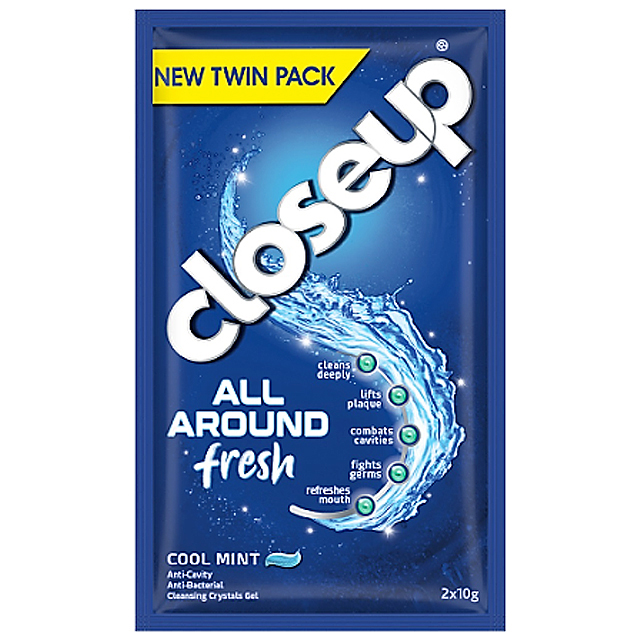 NEW TWIN PACK
closeup®
ALL
AROUND
fresh
cleans
deeply
lifts
plaque
combats
cavities
fights
germs
refreshes
mouth
COOL MINT
Anti-Cavity
Anti-Bacterial
Cleansing Crystals Gel
2x10g